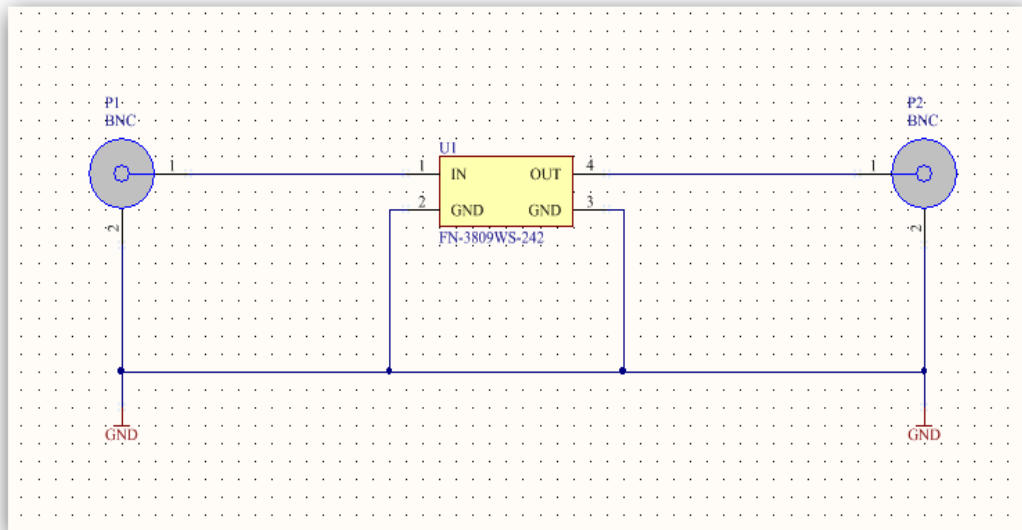 P1
BNC
P2
BNC
U1
1
1
IN
OUT
4
1
2
GND
GND
3
2
2
FN-3809WS-242
GND
GND